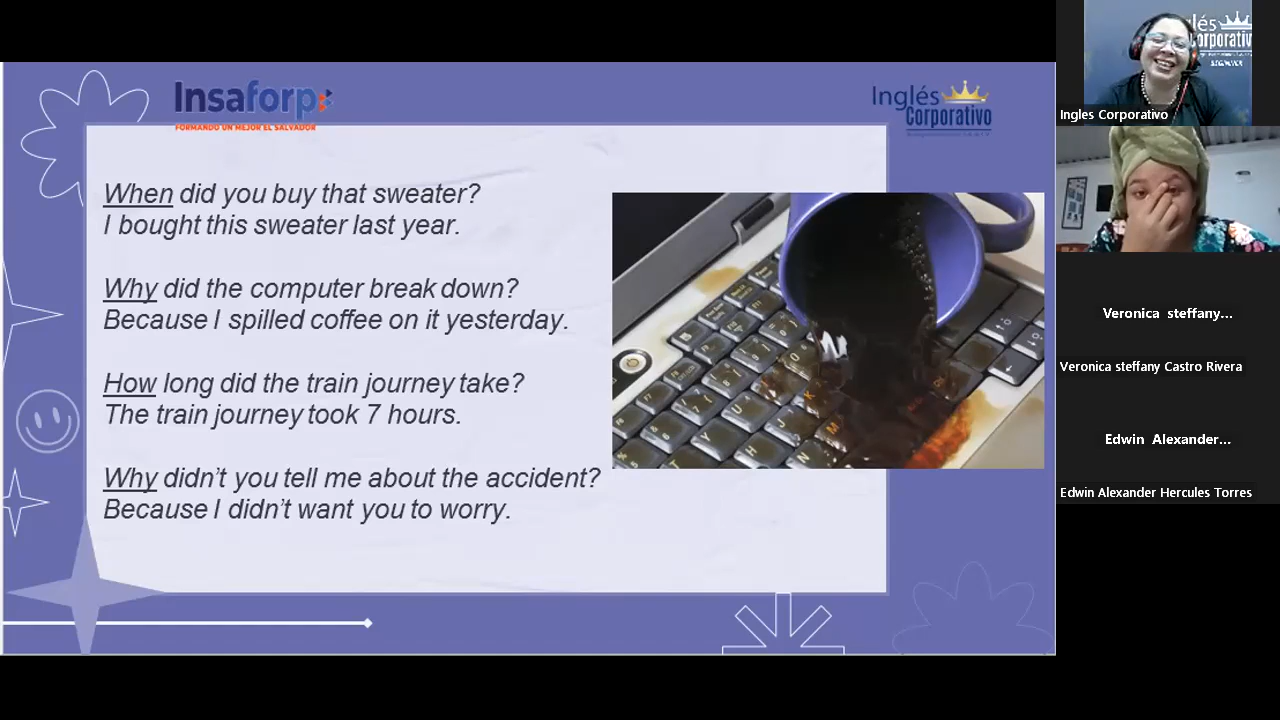 Insaforp
FORMANDO UN MEJOR EL SALVADOR
Inglés
Corporativo
When did you buy that sweater?
I bought this sweater last year.
Why did the computer break down?
Because I spilled coffee on it yesterday.
How long did the train journey take?
The train journey took 7 hours.
Why didn't you tell me about the accident?
Because I didn't want you to worry.
Ingles Corporativo
Veronica steffany...
Veronica steffany Castro Rivera
Edwin Alexander...
Edwin Alexander Hercules Torres